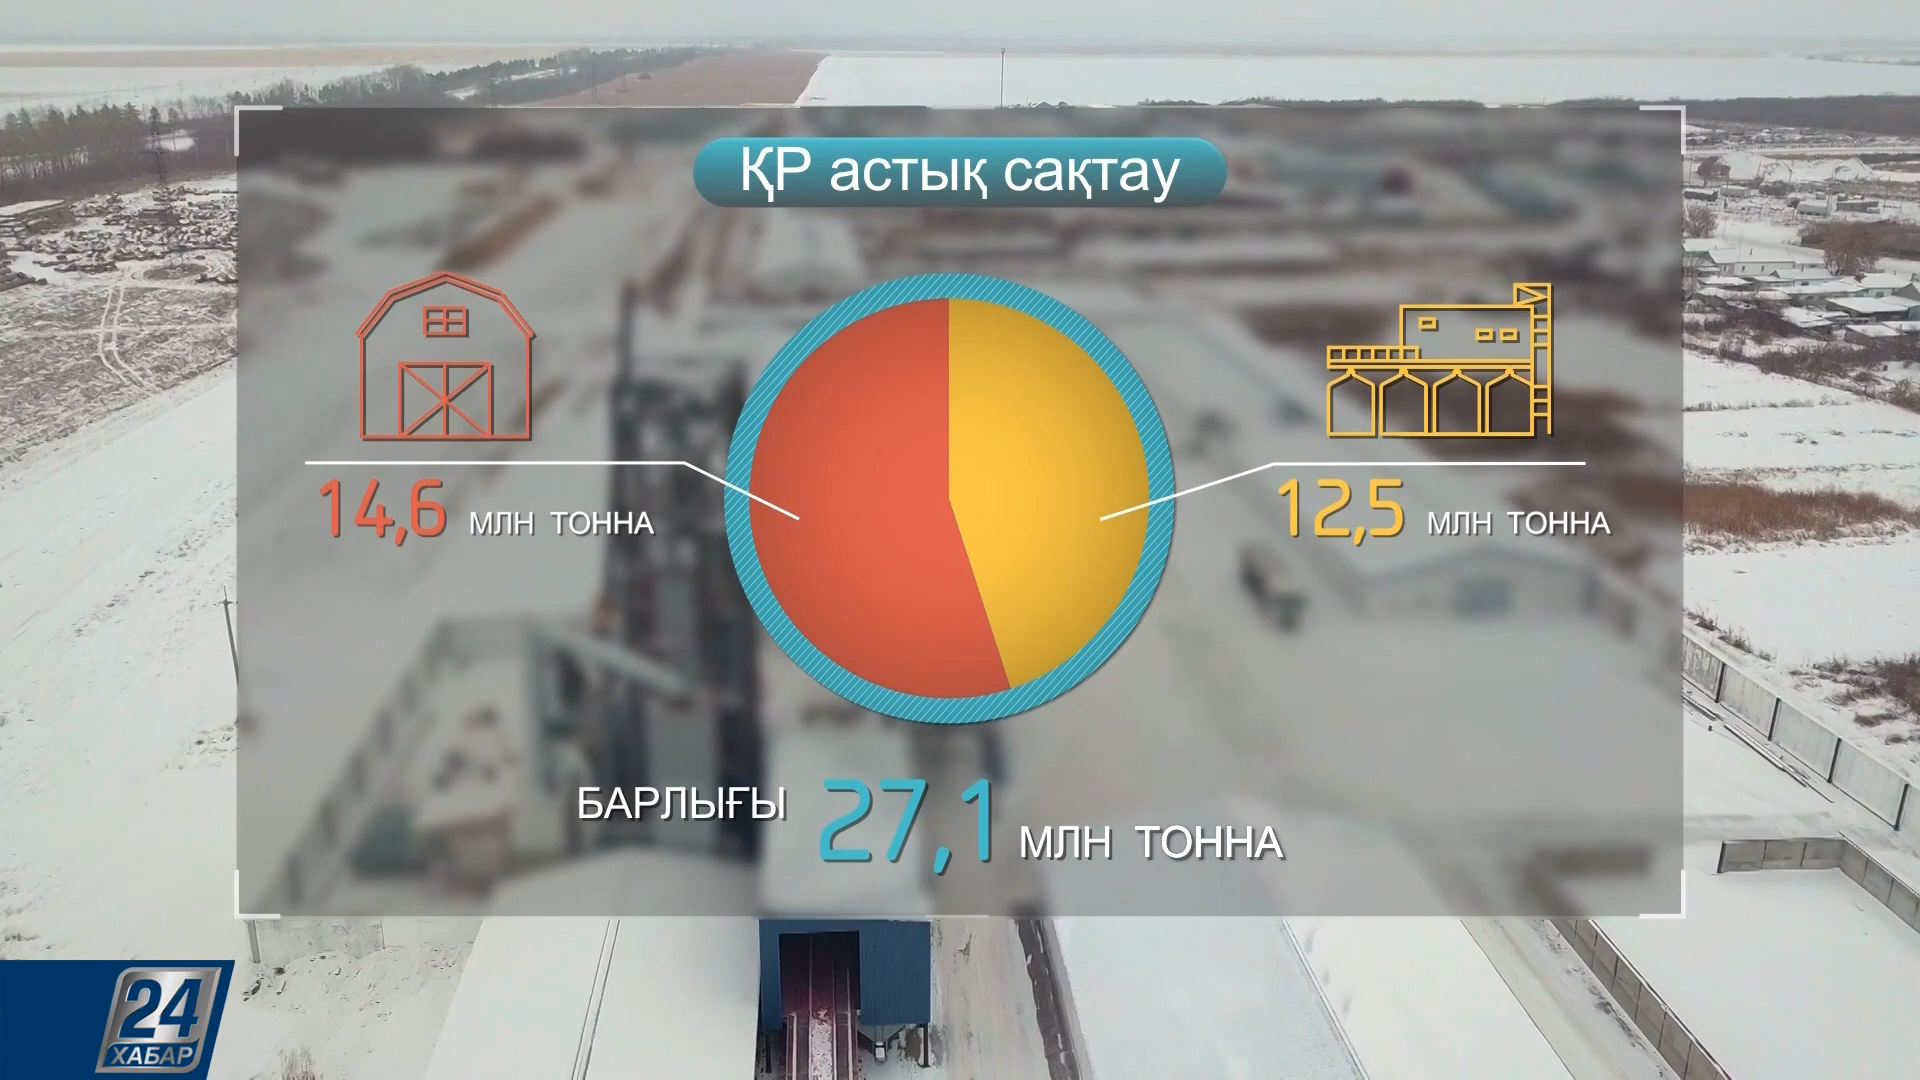 ҚР астық сақтау
14,6 МЛН ТОННА
12,5 МЛН ТОННА
БАРЛЫҒЫ 27,1 МЛН ТОННА
24
ХАБАР